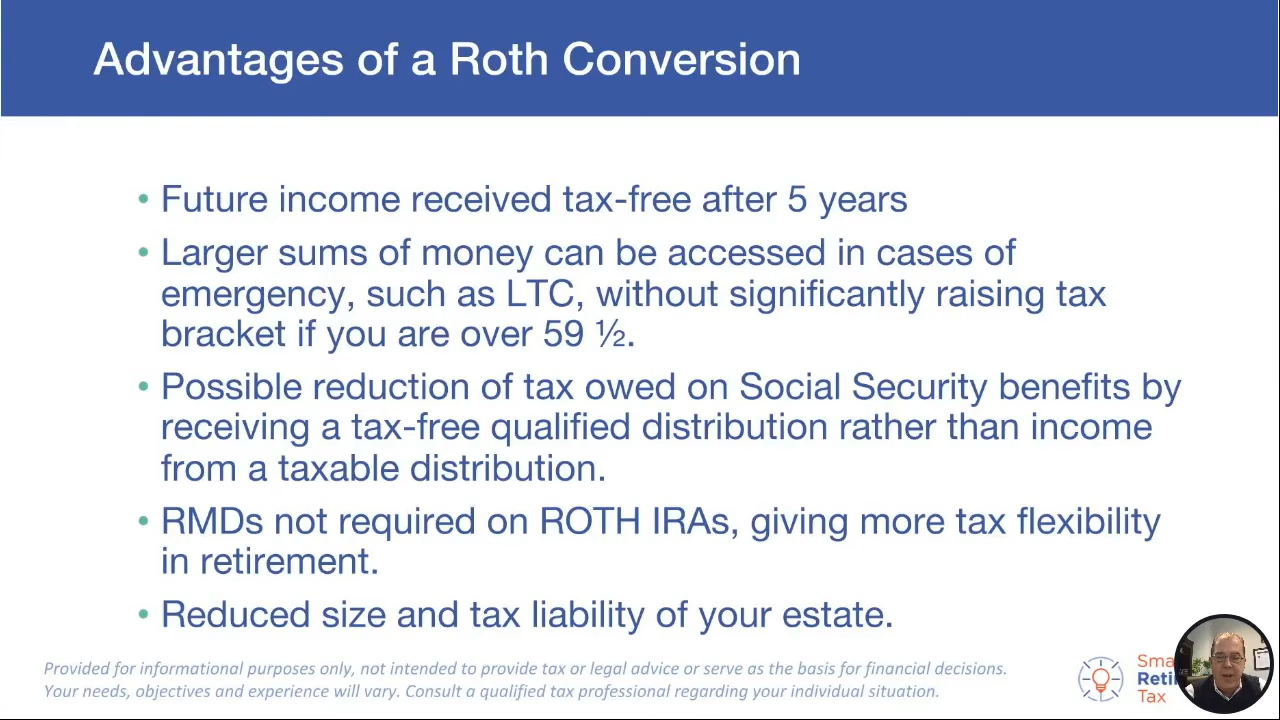 Advantages of a Roth Conversion
• Future income received tax-free after 5 years
• Larger sums of money can be accessed in cases of
emergency, such as LTC, without significantly raising tax
bracket if you are over 59 ½.
• Possible reduction of tax owed on Social Security benefits by
receiving a tax-free qualified distribution rather than income
from a taxable distribution.
• RMDs not required on ROTH IRAs, giving more tax flexibility
in retirement.
• Reduced size and tax liability of your estate.
Provided for informational purposes only, not intended to provide tax or legal advice or serve as the basis for financial decisions.
Your needs, objectives and experience will vary. Consult a qualified tax professional regarding your individual situation.
Tax